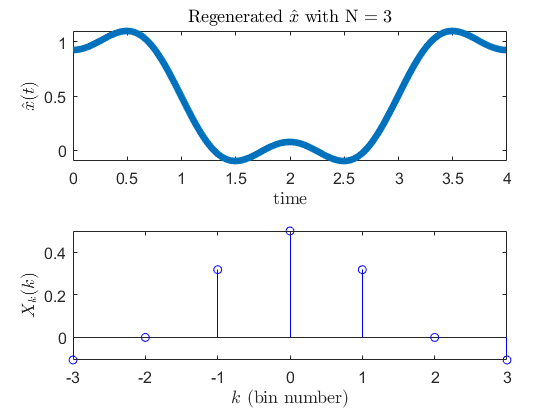 Regenerated x̂ with N = 3
1
0.5
0
x̂(t)
0 0.5 1 1.5 2 2.5 3 3.5 4
time
0.4
0.2
0
Xₖ(k)
-3 -2 -1 0 1 2 3
k (bin number)